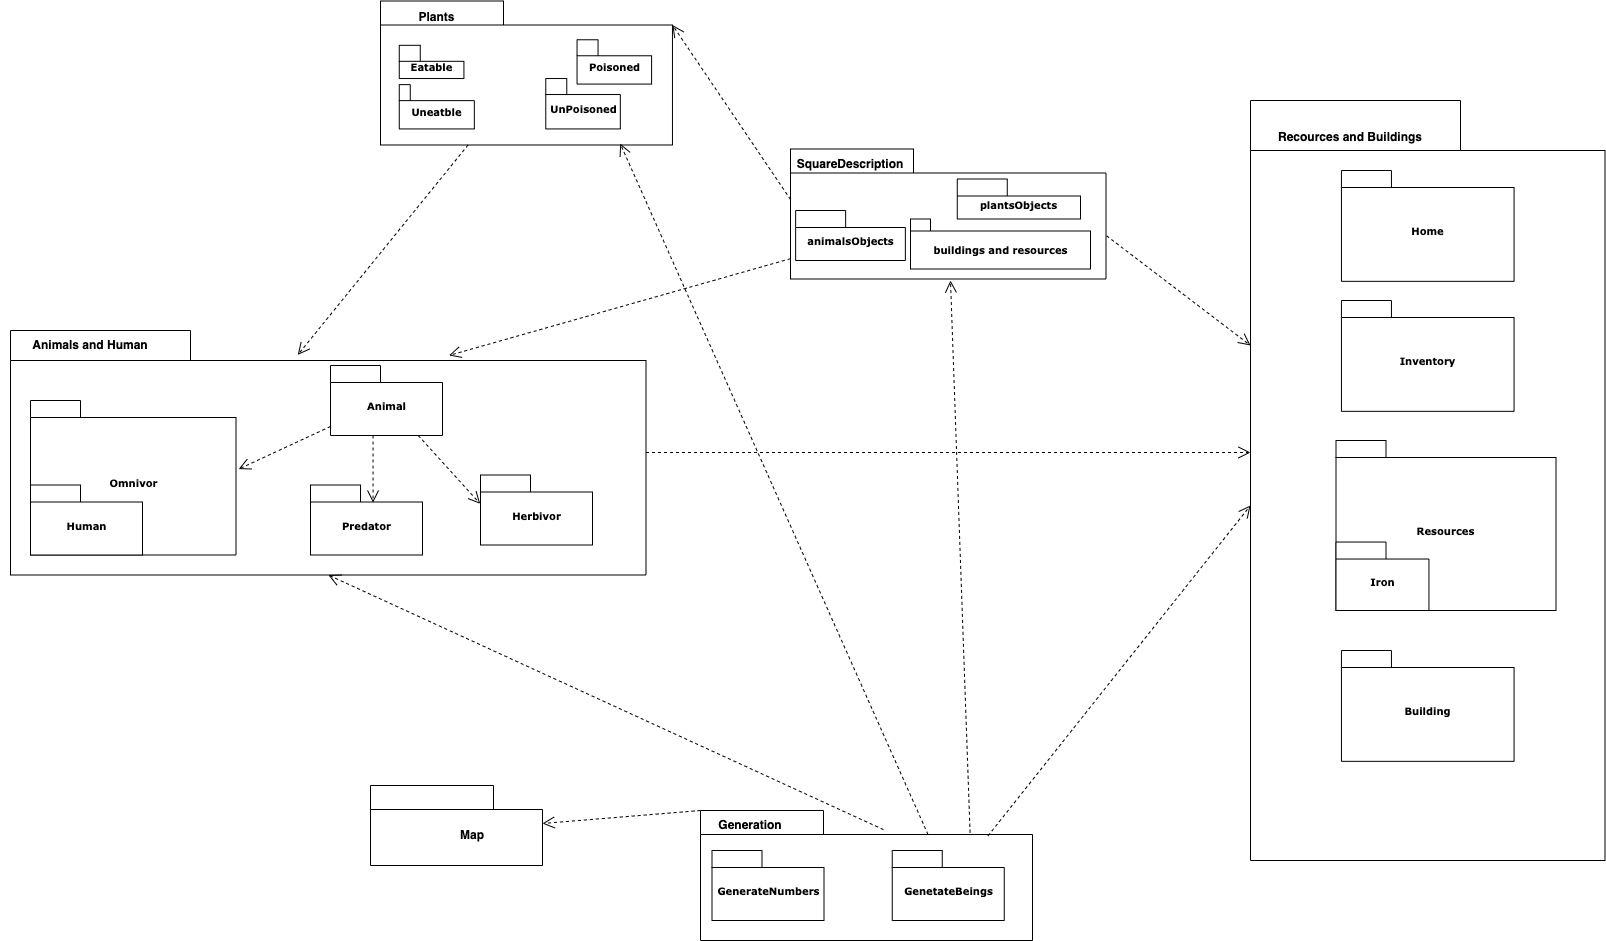 Plants
Eatable
Poisoned
Uneatble
UnPoisoned
SquareDescription
plantsObjects
animalsObjects
buildings and resources
Recources and Buildings
Home
Inventory
Resources
Iron
Building
Animals and Human
Animal
Omnivor
Human
Predator
Herbivor
Map
Generation
GenerateNumbers
GenetateBeings